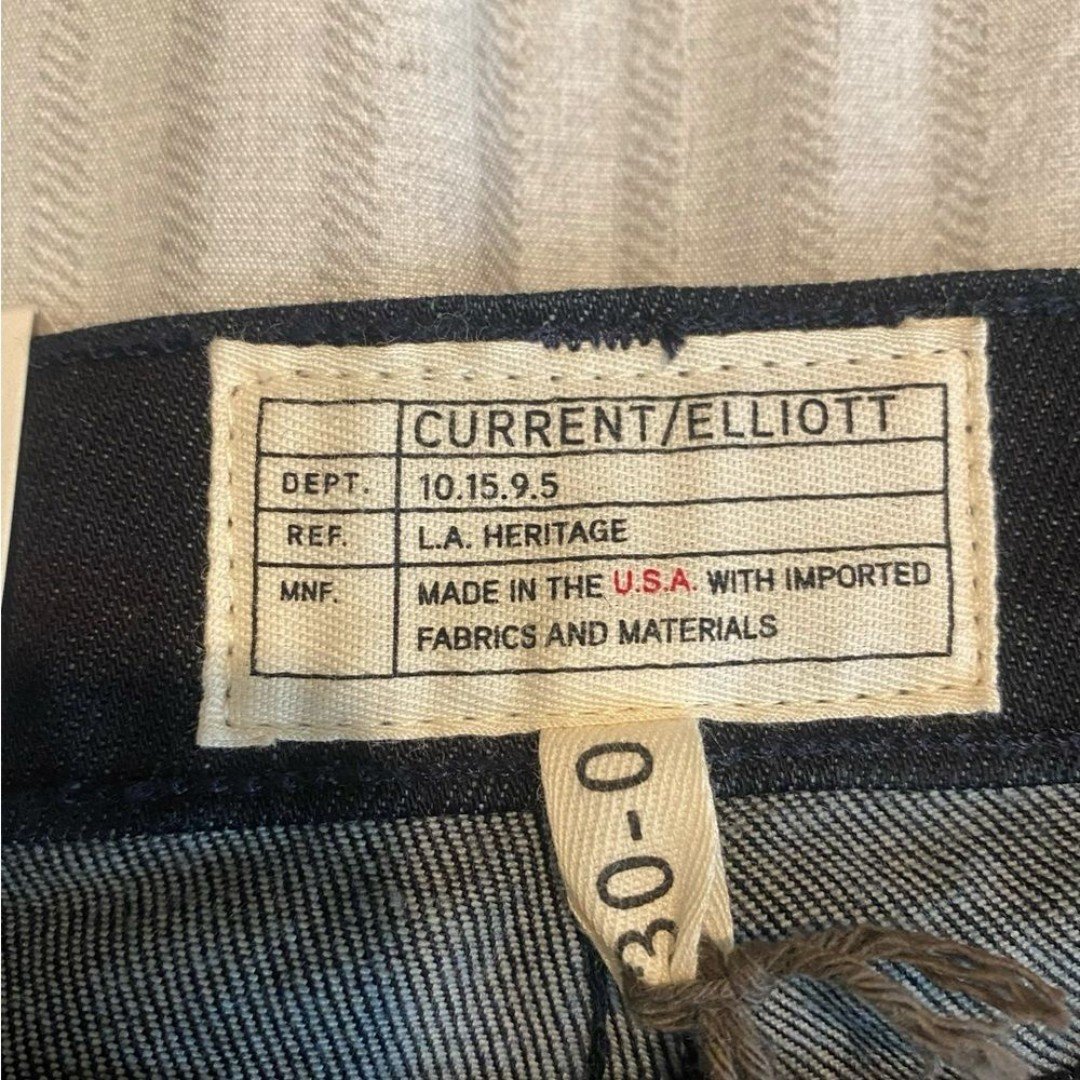 CURRENT/ELLIOTT
DEPT. 10.15.9.5
REF. L.A. HERITAGE
MNF. MADE IN THE U.S.A. WITH IMPORTED
FABRICS AND MATERIALS
30-0